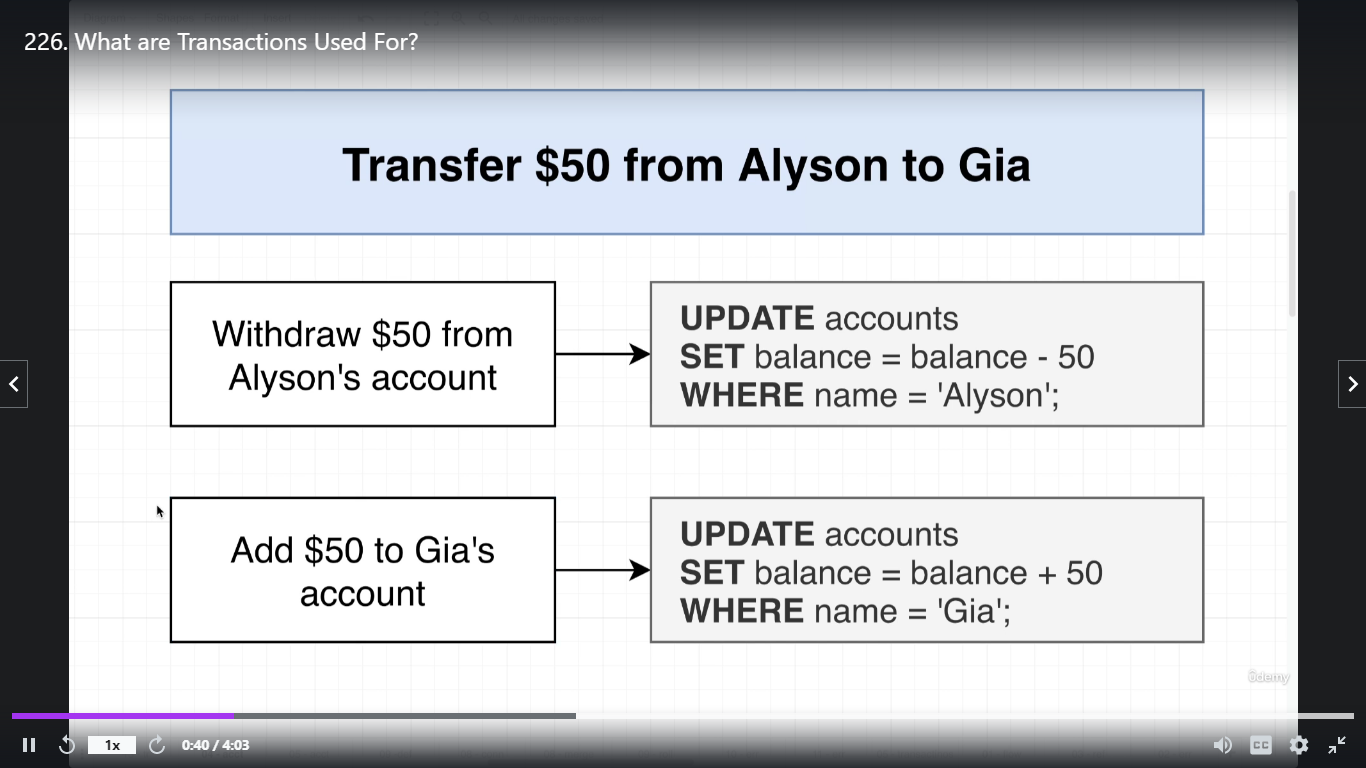 226. What are Transactions Used For?
Transfer $50 from Alyson to Gia
Withdraw $50 from
Alyson's account
UPDATE accounts
SET balance = balance - 50
WHERE name = 'Alyson';
Add $50 to Gia's
account
UPDATE accounts
SET balance = balance + 50
WHERE name = 'Gia';
ûdemy
1x
0:40 / 4:03
CC